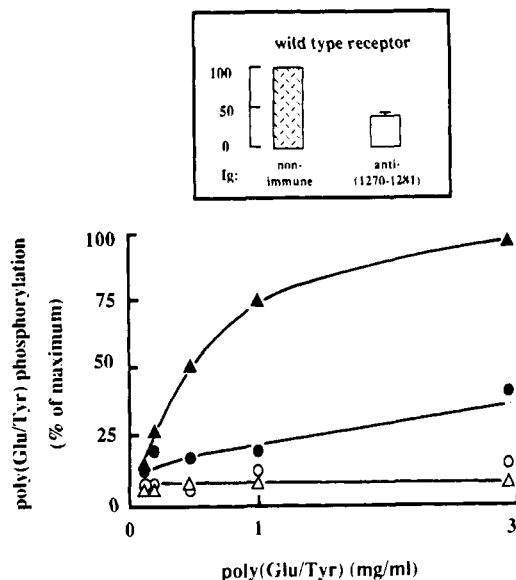 wild type receptor
100
50
0
Ig:
non-
immune
anti-
(1270-1281)
poly(Glu/Tyr) phosphorylation
(% of maximum)
100
75
50
25
0
0
1
3
poly(Glu/Tyr) (mg/ml)